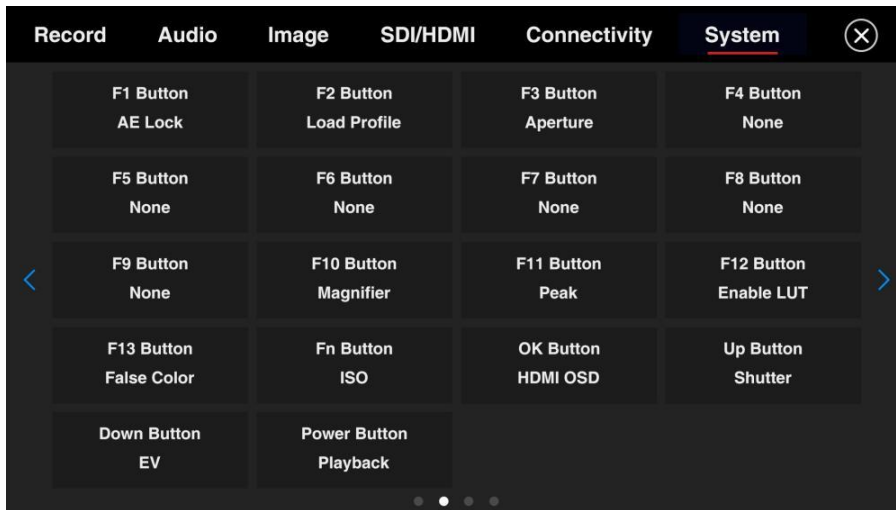 Record Audio Image SDI/HDMI Connectivity System
F1 Button F2 Button F3 Button F4 Button
AE Lock Load Profile Aperture None
F5 Button F6 Button F7 Button F8 Button
None None None None
F9 Button F10 Button F11 Button F12 Button
None Magnifier Peak Enable LUT
F13 Button Fn Button OK Button Up Button
False Color ISO HDMI OSD Shutter
Down Button Power Button
EV Playback